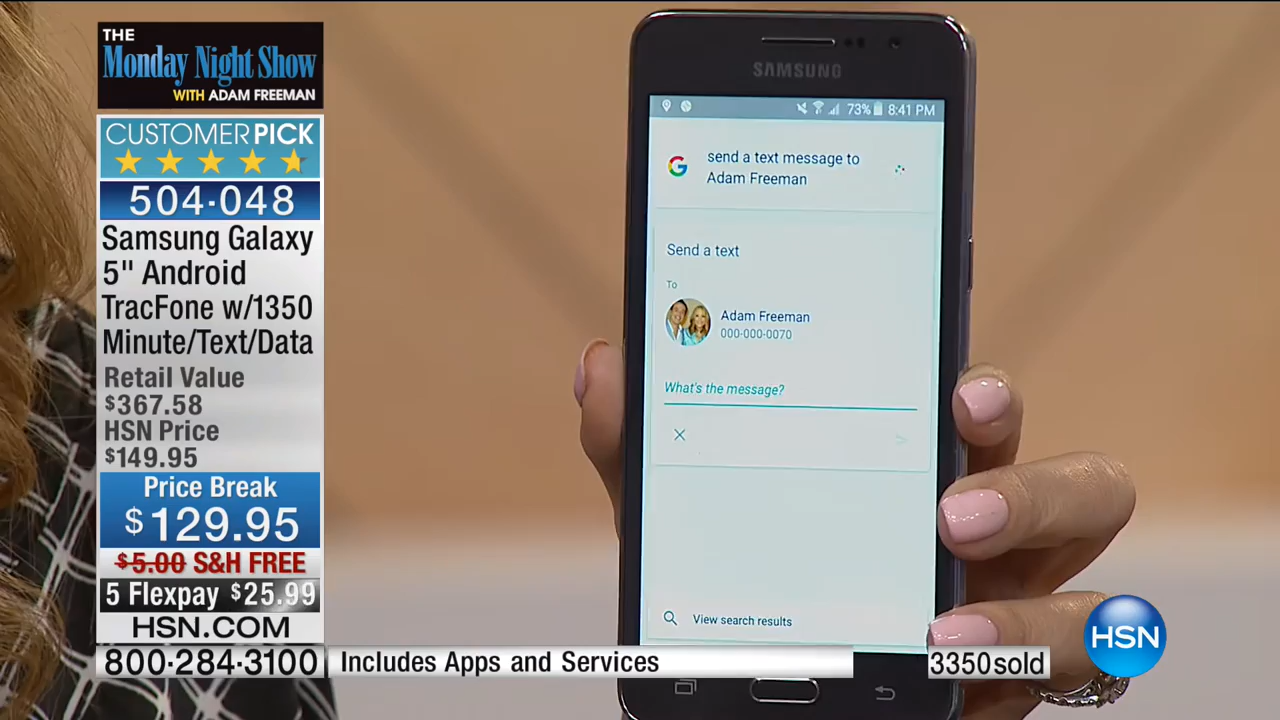 THE
Monday Night Show
WITH ADAM FREEMAN
CUSTOMERPICK
504-048
Samsung Galaxy
5" Android
TracFone w/1350
Minute/Text/Data
Retail Value
$367.58
HSN Price
$149.95
Price Break
$129.95
$5.00 S&H FREE
5 Flexpay $25.99
HSN.COM
800-284-3100
Includes Apps and Services
3350sold
HSN
SAMSUNG
73% 8:41 PM
G
send a text message to
Adam Freeman
Send a text
To
Adam Freeman
000-000-0070
What's the message?
View search results